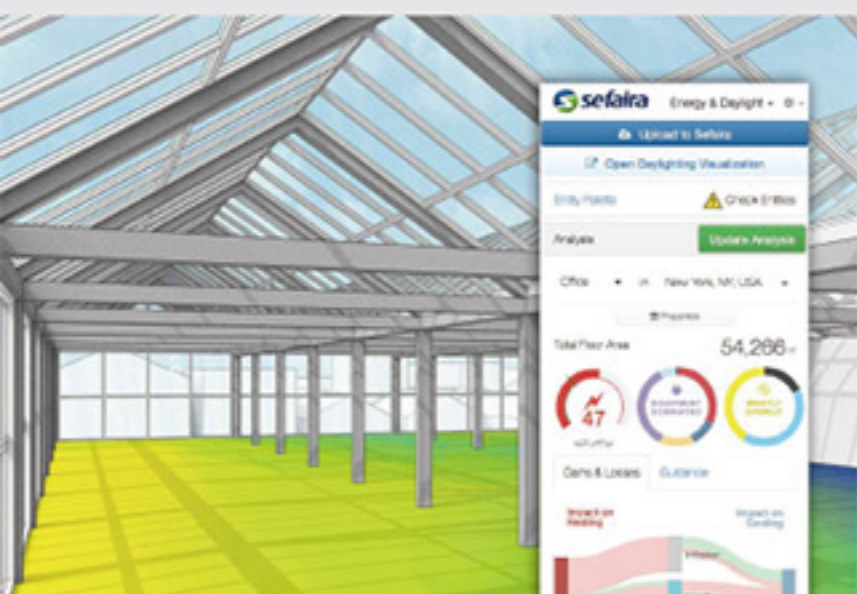 sefaira Energy & Daylight
Upload to Sefaira
Open Daylighting Visualization
Entity Palette Check Entities
Analysis Update Analysis
Office in New York, NY, USA
Properties
Total Floor Area 54,266
47
Gains & Losses Guidance
Impact on
Heating
Impact on
Cooling